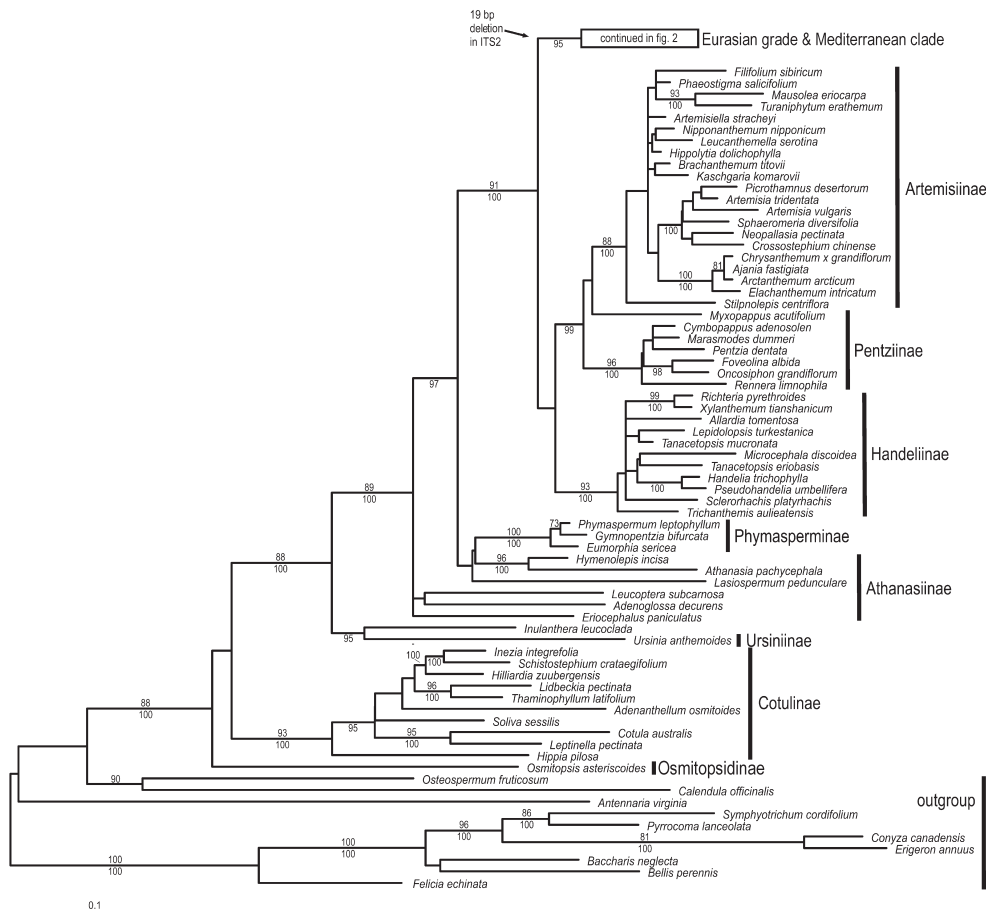 19 bp
deletion
in ITS2
95
continued in fig. 2
Eurasian grade & Mediterranean clade
Filifolium sibiricum
Phaeostigma salicifolium
93
100
Mausolea eriocarpa
Turaniphytum erathemum
Artemisiella stracheyi
Nipponanthemum nipponicum
Leucanthemella serotina
Hippolytia dolichophylla
Brachanthemum titovii
Kaschgaria komarovii
91
100
Picrothamnus desertorum
Artemisia tridentata
Artemisia vulgaris
Artemisiinae
Sphaeromeria diversifolia
100
Neopallasia pectinata
88
100
Crossostephium chinense
Chrysanthemum x grandiflorum
81
Ajania fastigiata
100
100
Arctanthemum arcticum
Elachanthemum intricatum
Stilpnolepis centriflora
Myxopappus acutifolium
99
Cymbopappus adenosolen
Marasmodes dummeri
Pentzia dentata
Pentziinae
96
100
Foveolina albida
98
Oncosiphon grandiflorum
Rennera limnophila
97
99
100
Richteria pyrethroides
Xylanthemum tianshanicum
Allardia tomentosa
Lepidolopsis turkestanica
Tanacetopsis mucronata
Microcephala discoidea
Handeliinae
Tanacetopsis eriobasis
Handelia trichophylla
100
Pseudohandelia umbellifera
93
100
Sclerorhachis platyrhachis
Trichanthemis aulieatensis
89
100
73
Phymaspermum leptophyllum
100
100
Gymnopentzia bifurcata
Phymasperminae
Eumorphia sericea
96
100
Hymenolepis incisa
Athanasia pachycephala
Lasiospermum pedunculare
Athanasiinae
88
100
Leucoptera subcarnosa
Adenoglossa decurens
Eriocephalus paniculatus
95
Inulanthera leucoclada
Ursinia anthemoides
Ursiniinae
100
100
Inezia integrefolia
Schistostephium crataegifolium
Hilliardia zuubergensis
96
100
Lidbeckia pectinata
Thaminophyllum latifolium
Cotulinae
Adenanthellum osmitoides
88
100
95
Soliva sessilis
93
100
95
100
Cotula australis
Leptinella pectinata
Hippia pilosa
Osmitopsis asteriscoides
Osmitopsidinae
90
Osteospermum fruticosum
Calendula officinalis
Antennaria virginia
outgroup
86
100
Symphyotrichum cordifolium
96
100
Pyrrocoma lanceolata
81
100
Conyza canadensis
Erigeron annuus
100
100
100
100
Baccharis neglecta
Bellis perennis
Felicia echinata
0.1